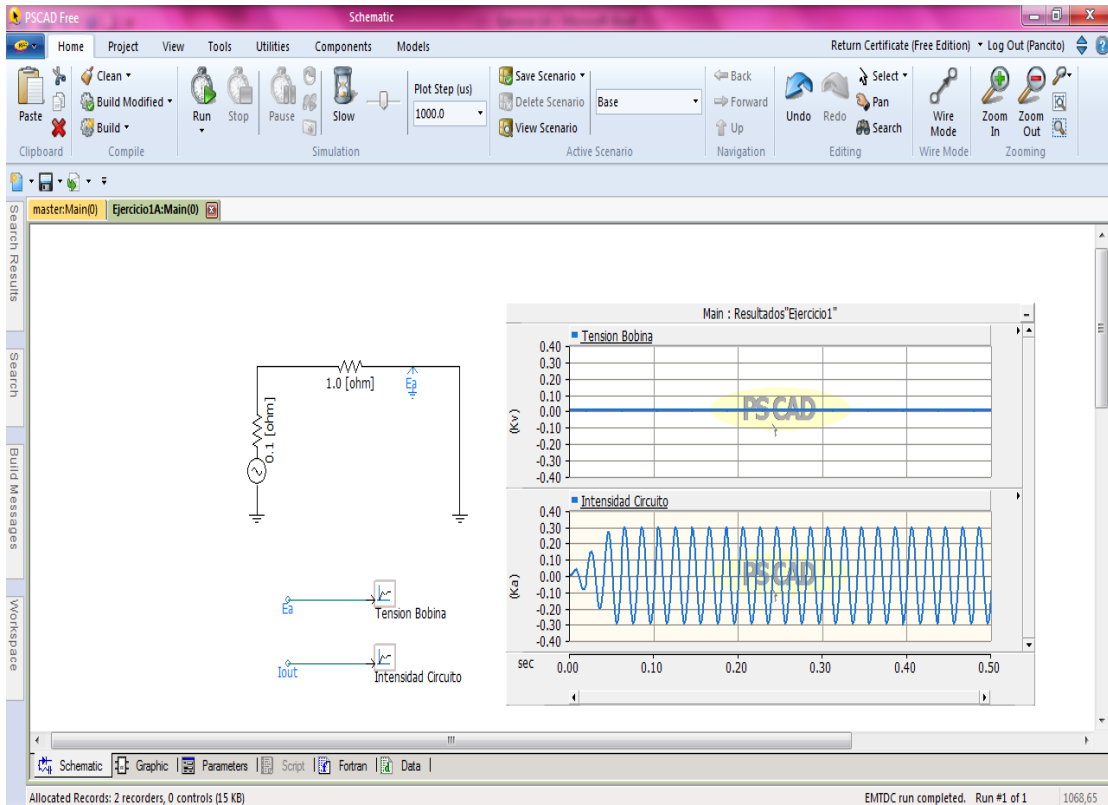 PSCAD Free
Schematic
Home Project View Tools Utilities Components Models
Return Certificate (Free Edition) Log Out (Pancito)
Paste
Clean
Build Modified
Build
Run
Stop
Pause
Slow
Plot Step (us)
1000.0
Save Scenario
Delete Scenario
View Scenario
Base
Back
Forward
Up
Undo
Redo
Select
Pan
Search
Wire Mode
Zoom In
Zoom Out
Clipboard Compile Simulation Active Scenario Navigation Editing Wire Mode Zooming
master:Main(0) Ejercicio1A:Main(0)
Search Results
Search
Build Messages
Workspace
1.0 [ohm]
Ea
0.1 [ohm]
Ea
Tension Bobina
Iout
Intensidad Circuito
Main : Resultados"Ejercicio1"
Tension Bobina
0.40
0.30
0.20
0.10
0.00
-0.10
-0.20
-0.30
-0.40
(Kv)
PSCAD
Intensidad Circuito
0.40
0.30
0.20
0.10
0.00
-0.10
-0.20
-0.30
-0.40
(Ka)
PSCAD
sec 0.00 0.10 0.20 0.30 0.40 0.50
Schematic Graphic Parameters Script Fortran Data
Allocated Records: 2 recorders, 0 controls (15 KB)
EMTDC run completed. Run #1 of 1
1068,65